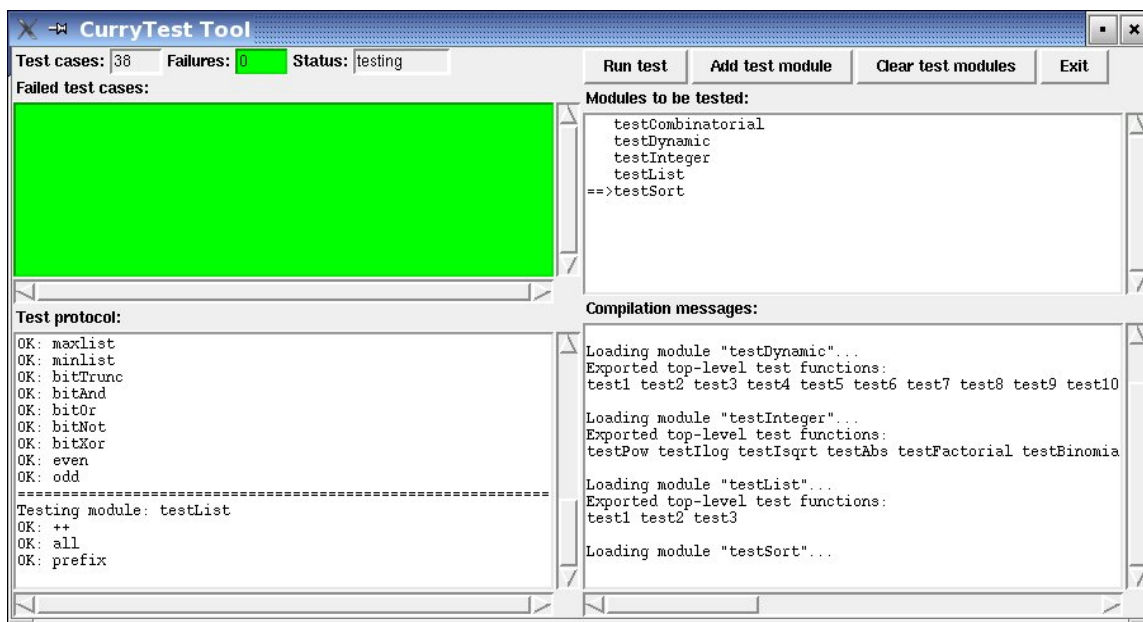 CurryTest Tool
Test cases: 38 Failures: 0 Status: testing
Run test Add test module Clear test modules Exit
Failed test cases:
Modules to be tested:
testCombinatorial
testDynamic
testInteger
testList
==>testSort
Test protocol:
OK: maxlist
OK: minlist
OK: bitTrunc
OK: bitAnd
OK: bitOr
OK: bitNot
OK: bitXor
OK: even
OK: odd
============================================================
Testing module: testList
OK: ++
OK: all
OK: prefix
Compilation messages:
Loading module "testDynamic"...
Exported top-level test functions:
test1 test2 test3 test4 test5 test6 test7 test8 test9 test10
Loading module "testInteger"...
Exported top-level test functions:
testPow testIlog testIsqrt testAbs testFactorial testBinomia
Loading module "testList"...
Exported top-level test functions:
test1 test2 test3
Loading module "testSort"...